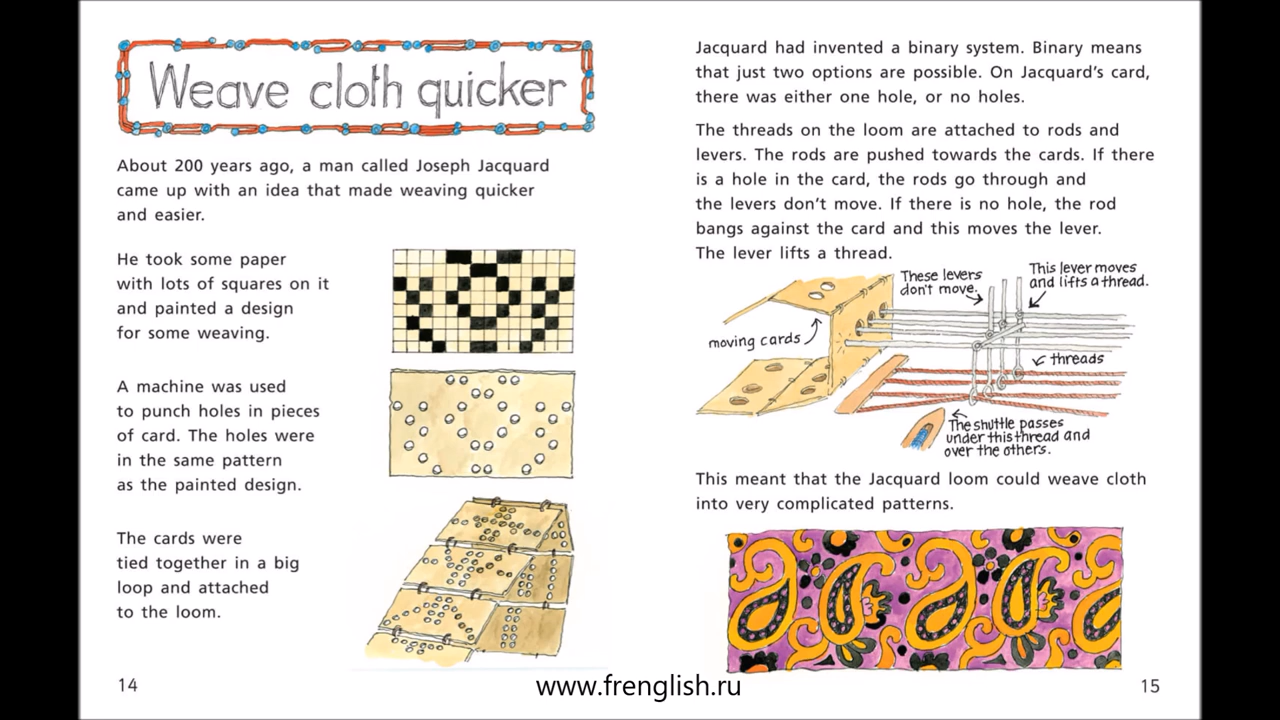 Weave cloth quicker
About 200 years ago, a man called Joseph Jacquard
came up with an idea that made weaving quicker
and easier.
He took some paper
with lots of squares on it
and painted a design
for some weaving.
A machine was used
to punch holes in pieces
of card. The holes were
in the same pattern
as the painted design.
The cards were
tied together in a big
loop and attached
to the loom.
14
Jacquard had invented a binary system. Binary means
that just two options are possible. On Jacquard's card,
there was either one hole, or no holes.
The threads on the loom are attached to rods and
levers. The rods are pushed towards the cards. If there
is a hole in the card, the rods go through and
the levers don't move. If there is no hole, the rod
bangs against the card and this moves the lever.
The lever lifts a thread.
These levers
don't move.
This lever moves
and lifts a thread.
moving cards
threads
The shuttle passes
under this thread and
over the others.
This meant that the Jacquard loom could weave cloth
into very complicated patterns.
15
www.frenglish.ru